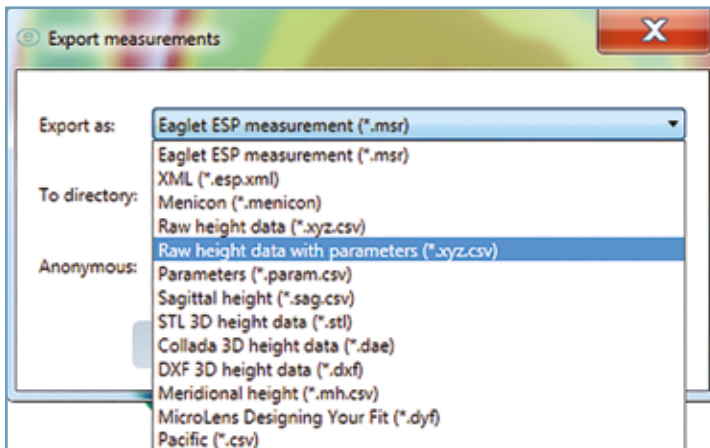 Export measurements
Export as:
Eaglet ESP measurement (*.msr)
Eaglet ESP measurement (*.msr)
XML (*.esp.xml)
To directory:
Menicon (*.menicon)
Raw height data (*.xyz.csv)
Raw height data with parameters (*.xyz.csv)
Anonymous:
Parameters (*.param.csv)
Sagittal height (*.sag.csv)
STL 3D height data (*.stl)
Collada 3D height data (*.dae)
DXF 3D height data (*.dxf)
Meridional height (*.mh.csv)
MicroLens Designing Your Fit (*.dyf)
Pacific (*.csv)